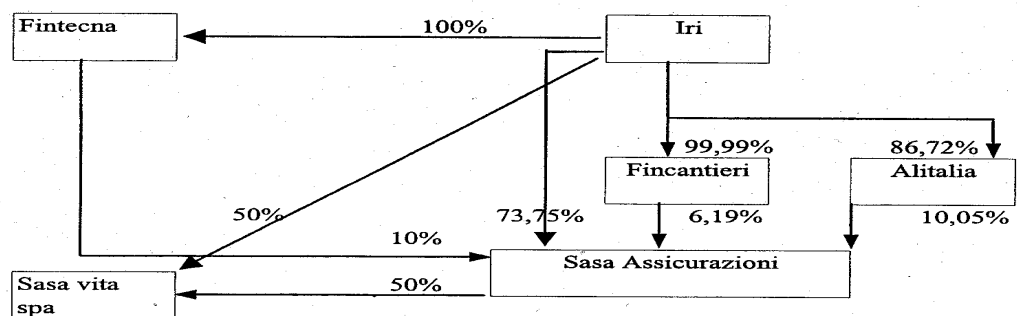 Fintecna
100%
Iri
99,99%
86,72%
Fincantieri
Alitalia
50%
73,75%
6,19%
10,05%
10%
Sasa Assicurazioni
Sasa vita
spa
50%